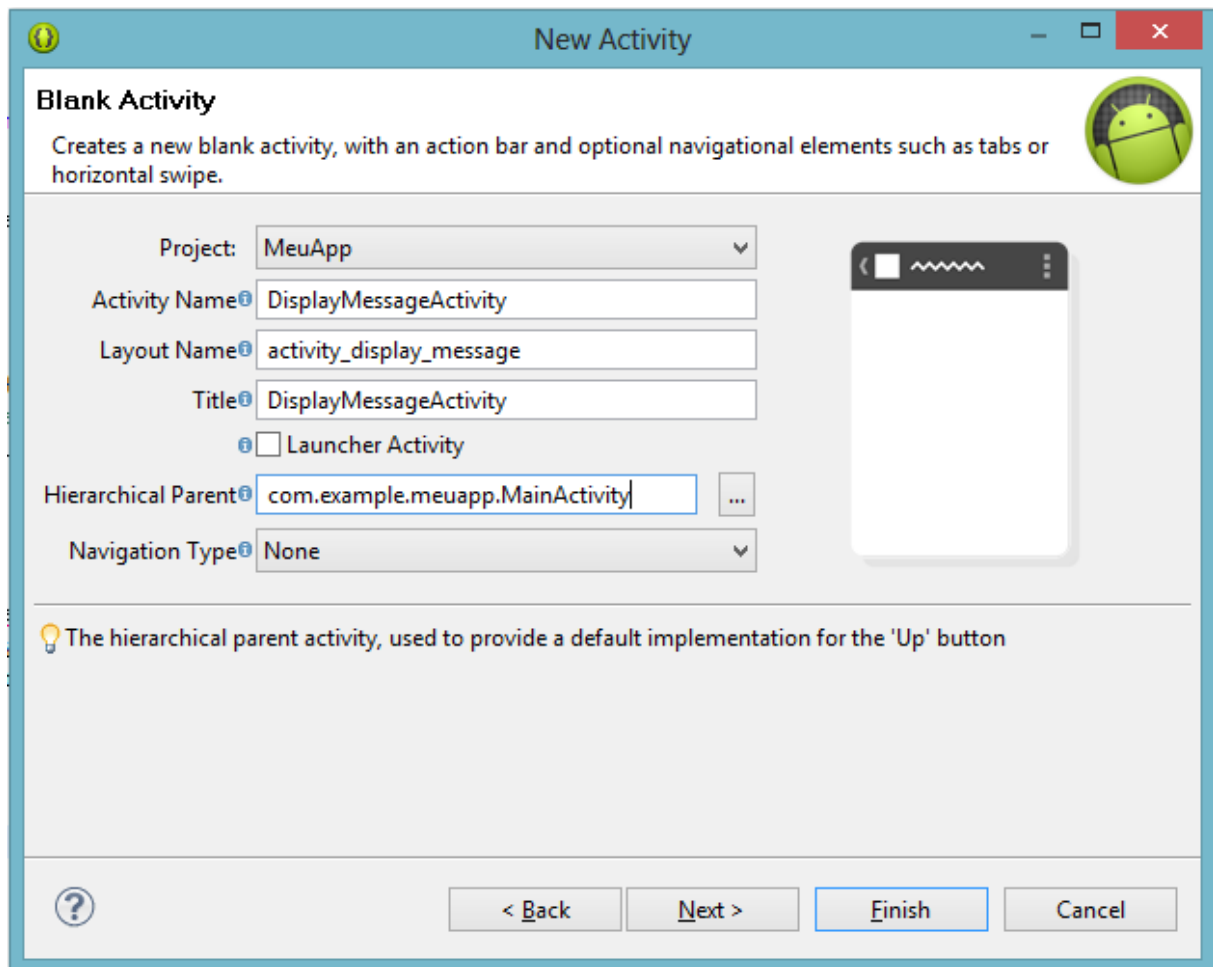 New Activity
Blank Activity
Creates a new blank activity, with an action bar and optional navigational elements such as tabs or
horizontal swipe.
Project: MeuApp
Activity Name DisplayMessageActivity
Layout Name activity_display_message
Title DisplayMessageActivity
Launcher Activity
Hierarchical Parent com.example.meuapp.MainActivity ...
Navigation Type None
The hierarchical parent activity, used to provide a default implementation for the 'Up' button
? < Back Next > Finish Cancel